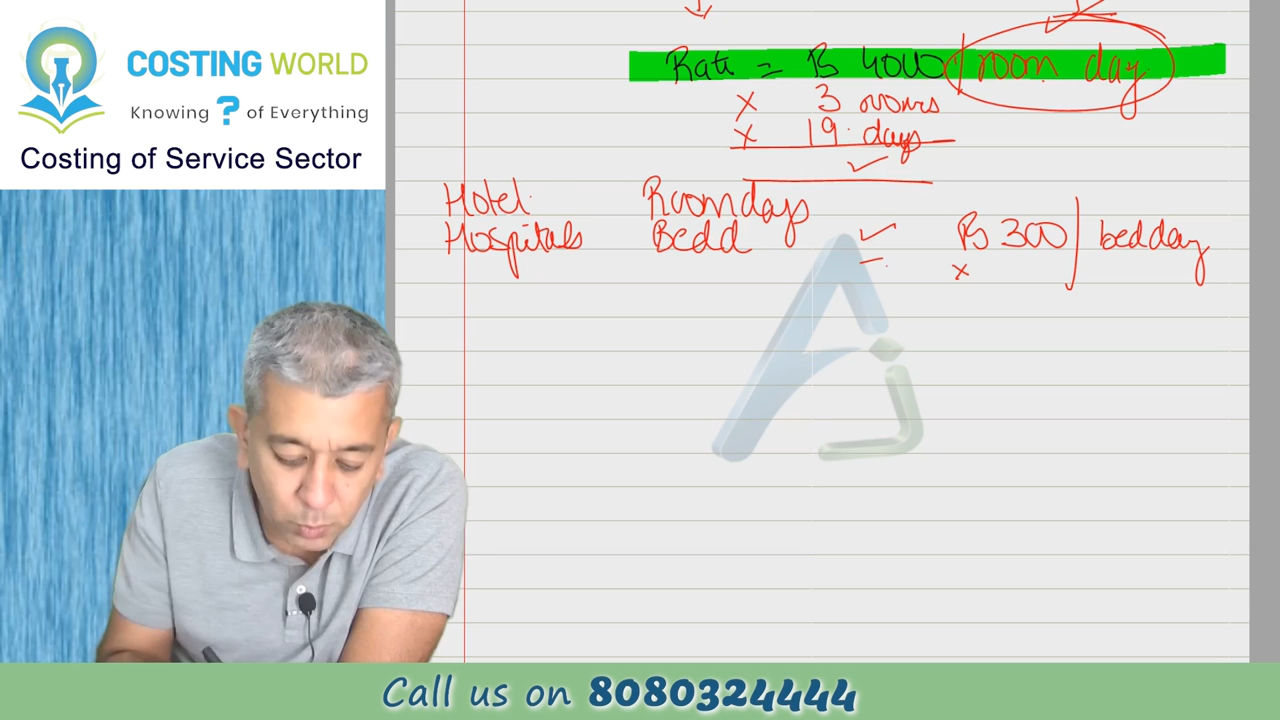 COSTING WORLD
Knowing ? of Everything
Costing of Service Sector
Rate = Rs 4000 / room day
x 3 rooms
x 19 days
Hotel Roomdays
Hospitals Bedd Rs 300 / bedday
x
Call us on 8080324444